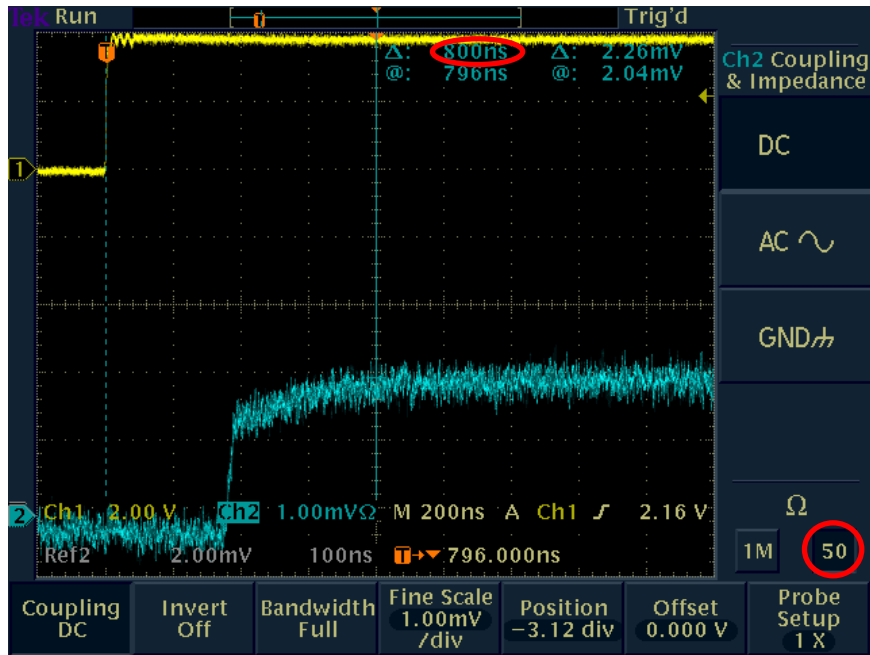 Tek Run Trig'd
T
T
Δ: 800ns Δ: 2.26mV
@: 796ns @: 2.04mV
Ch2 Coupling
& Impedance
DC
1
AC
GND
2
Ch1 2.00 V Ch2 1.00mVΩ M 200ns A Ch1 2.16 V
Ref2 2.00mV 100ns T 796.000ns
Ω
1M 50
Coupling
DC
Invert
Off
Bandwidth
Full
Fine Scale
1.00mV
/div
Position
−3.12 div
Offset
0.000 V
Probe
Setup
1 X